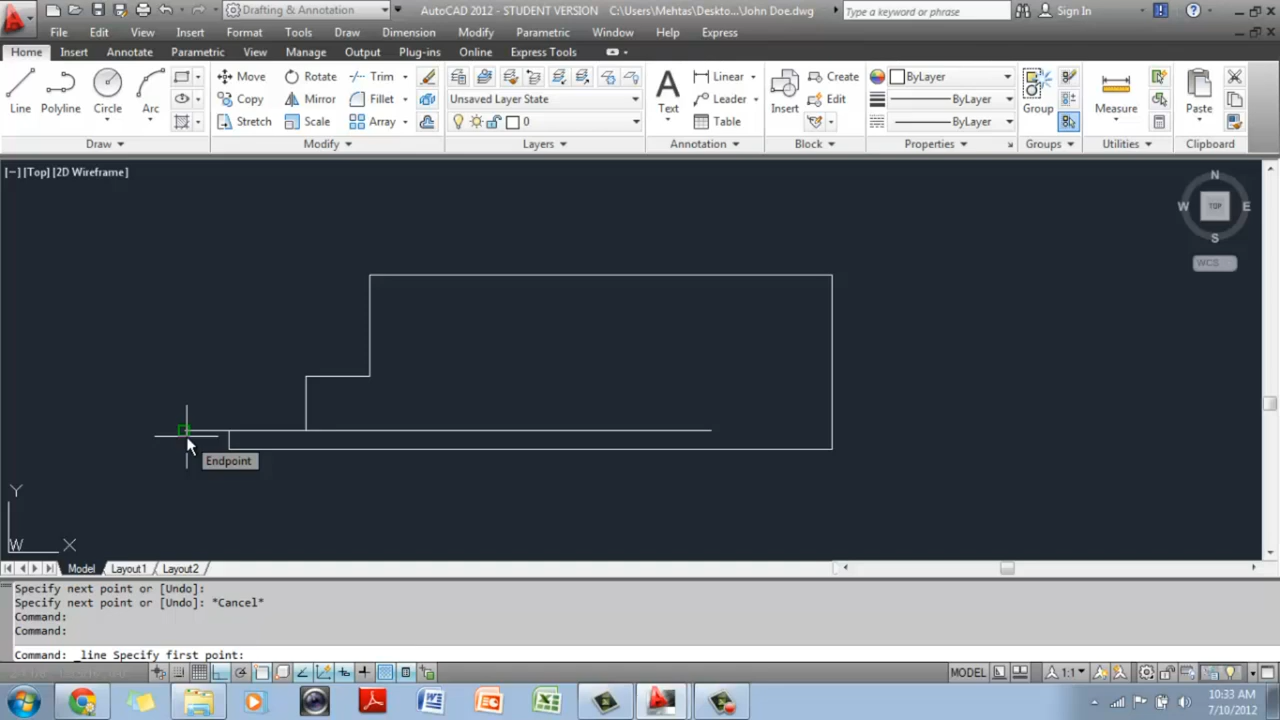 Drafting & Annotation
AutoCAD 2012 - STUDENT VERSION C:\Users\Mehtas\Deskto...\John Doe.dwg
Type a keyword or phrase
Sign In
File Edit View Insert Format Tools Draw Dimension Modify Parametric Window Help Express
Home Insert Annotate Parametric View Manage Output Plug-ins Online Express Tools
Line Polyline Circle Arc
Move Rotate Trim
Copy Mirror Fillet
Stretch Scale Array
Unsaved Layer State
0
Text
Linear
Leader
Table
Insert
Create
Edit
ByLayer
ByLayer
ByLayer
Group
Measure
Paste
Draw Modify Layers Annotation Block Properties Groups Utilities Clipboard
[−] [Top] [2D Wireframe]
N
W TOP E
S
WCS
Endpoint
Y
W X
Model Layout1 Layout2
Specify next point or [Undo]:
Specify next point or [Undo]: *Cancel*
Command:
Command:
Command: _line Specify first point:
MODEL
1:1
10:33 AM
7/10/2012